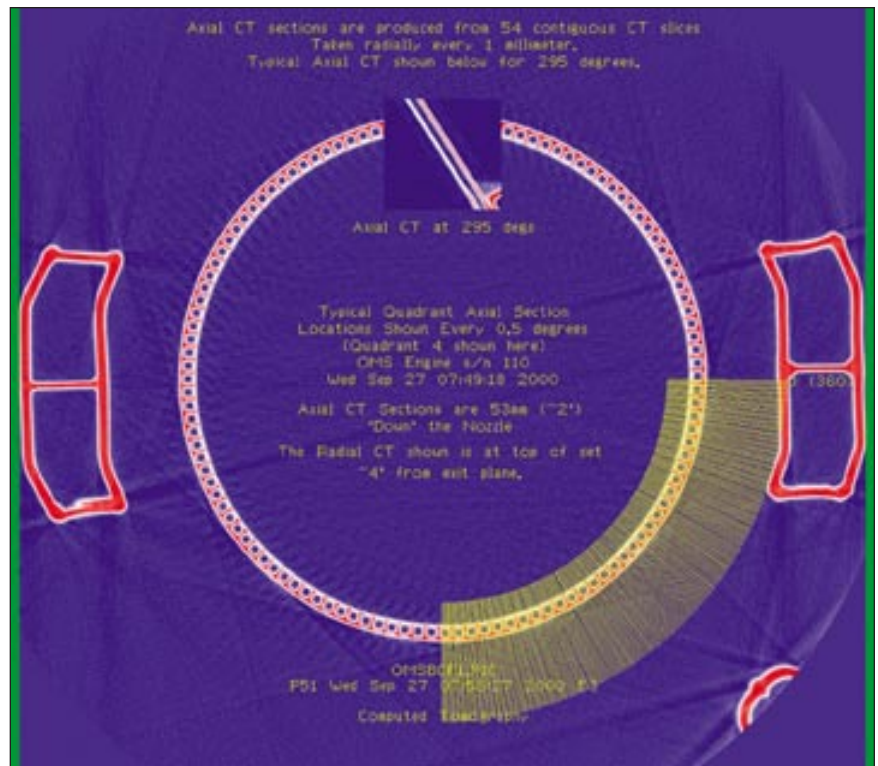 Axial CT sections are produced from 54 contiguous CT slices
Taken radially every 1 millimeter.
Typical Axial CT shown below for 295 degrees.
Axial CT at 295 degs
Typical Quadrant Axial Section
Locations Shown Every 0.5 degrees
(Quadrant 4 shown here)
OMS Engine s/n 110
Wed Sep 27 07:49:18 2000
0 (360)
Axial CT Sections are 53mm (~2")
"Down" the Nozzle
The Radial CT shown is at top of set
~4" from exit plane.
P51 Wed Sep 27 2000
Computed Tomography